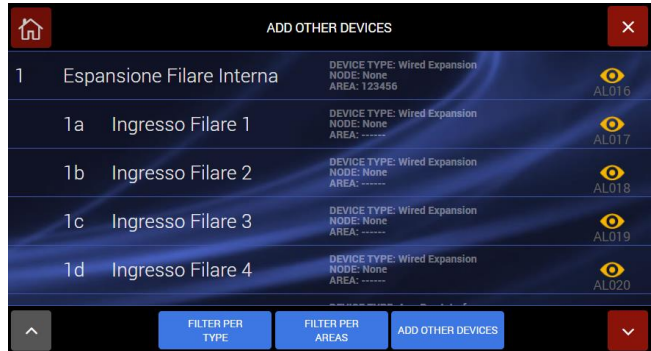 ADD OTHER DEVICES
1 Espansione Filare Interna
DEVICE TYPE: Wired Expansion
NODE: None
AREA: 123456
AL016
1a Ingresso Filare 1
DEVICE TYPE: Wired Expansion
NODE: None
AREA: ------
AL017
1b Ingresso Filare 2
DEVICE TYPE: Wired Expansion
NODE: None
AREA: ------
AL018
1c Ingresso Filare 3
DEVICE TYPE: Wired Expansion
NODE: None
AREA: ------
AL019
1d Ingresso Filare 4
DEVICE TYPE: Wired Expansion
NODE: None
AREA: ------
AL020
FILTER PER
TYPE
FILTER PER
AREAS
ADD OTHER DEVICES